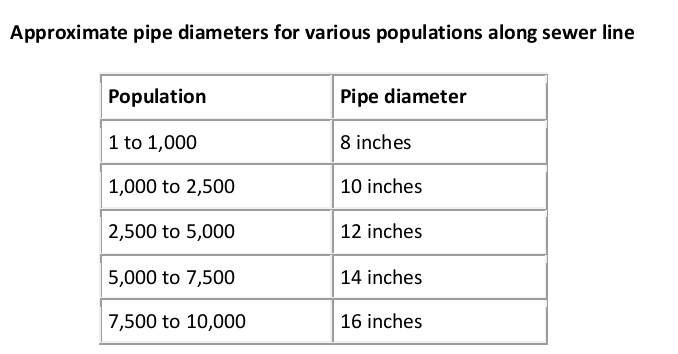 Approximate pipe diameters for various populations along sewer line
Population Pipe diameter
1 to 1,000 8 inches
1,000 to 2,500 10 inches
2,500 to 5,000 12 inches
5,000 to 7,500 14 inches
7,500 to 10,000 16 inches